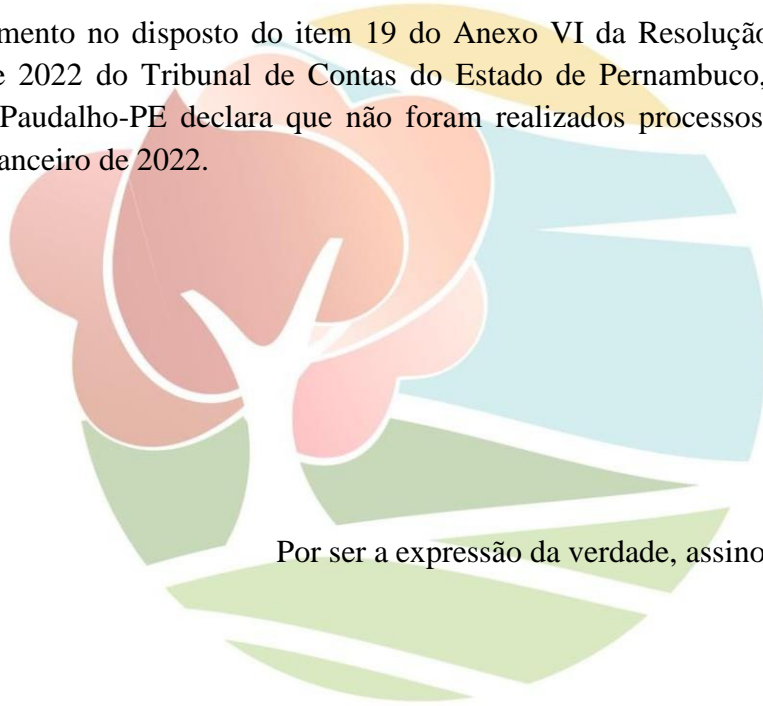 mento no disposto do item 19 do Anexo VI da Resolução
e 2022 do Tribunal de Contas do Estado de Pernambuco,
Paudalho-PE declara que não foram realizados processos
anceiro de 2022.
Por ser a expressão da verdade, assino